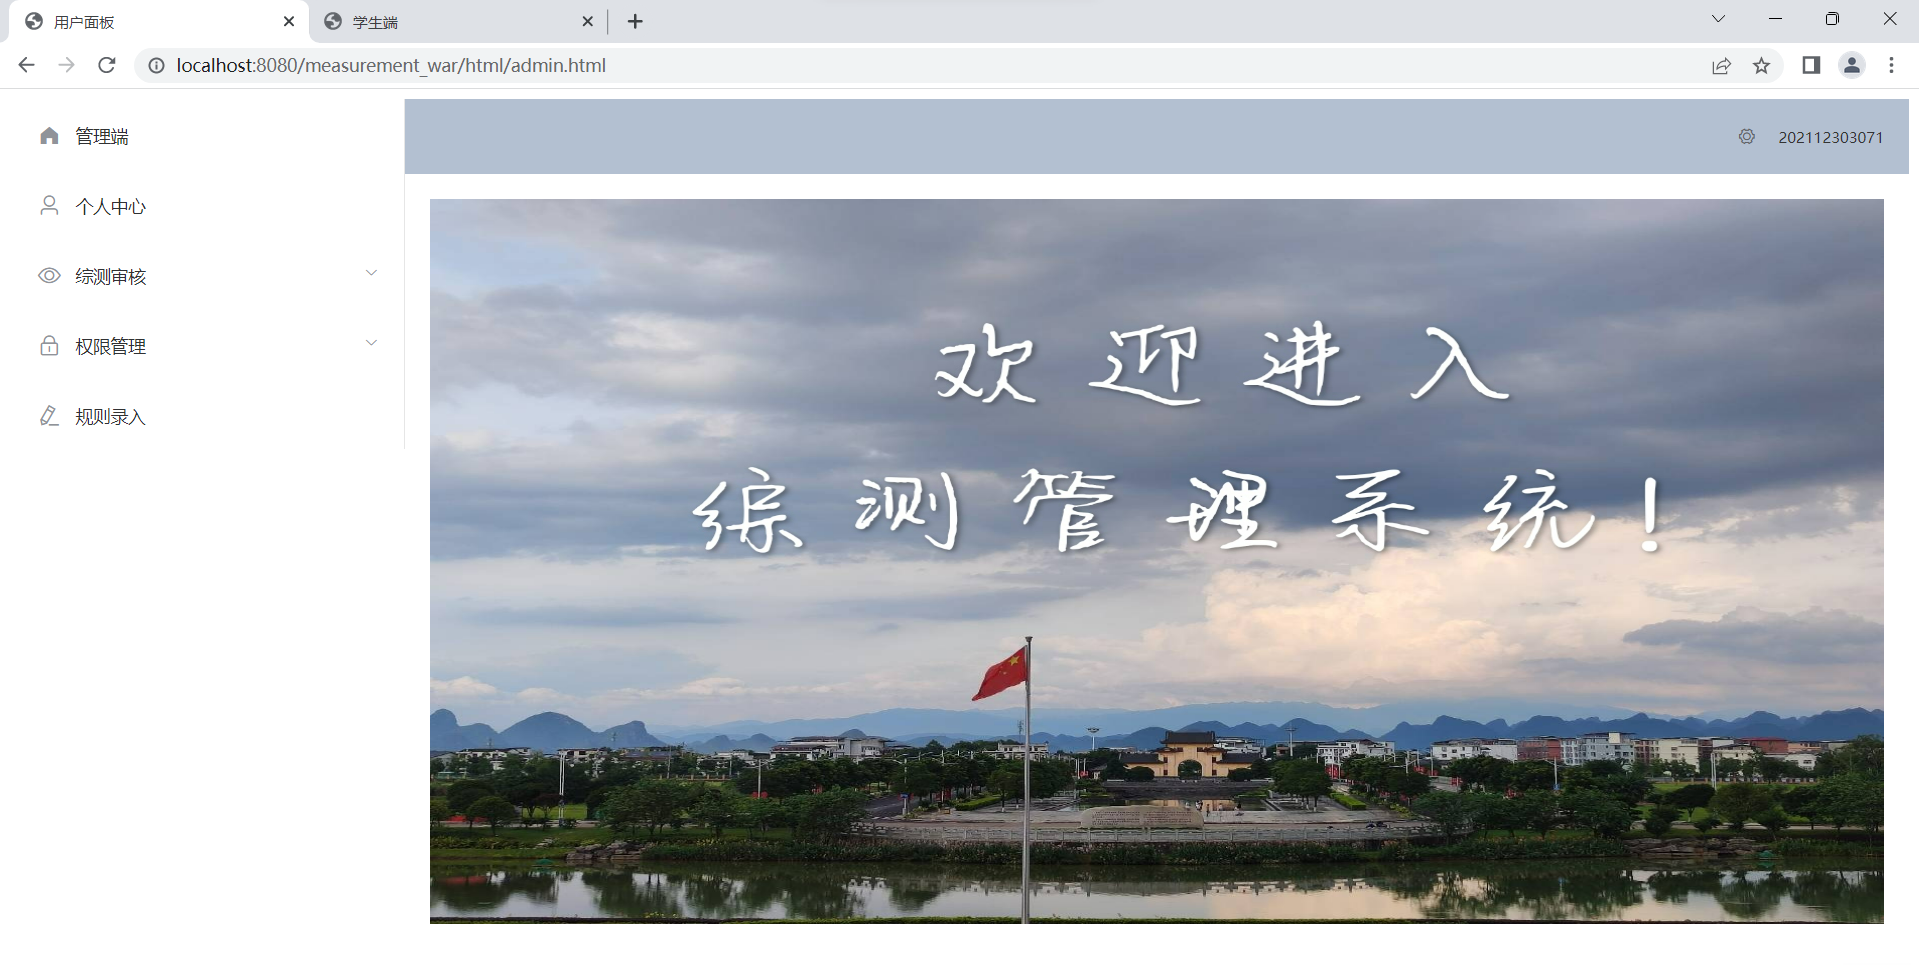 用户面板
学生端
localhost:8080/measurement_war/html/admin.html
管理端
202112303071
个人中心
综测审核
权限管理
规则录入
欢迎进入
综测管理系统！